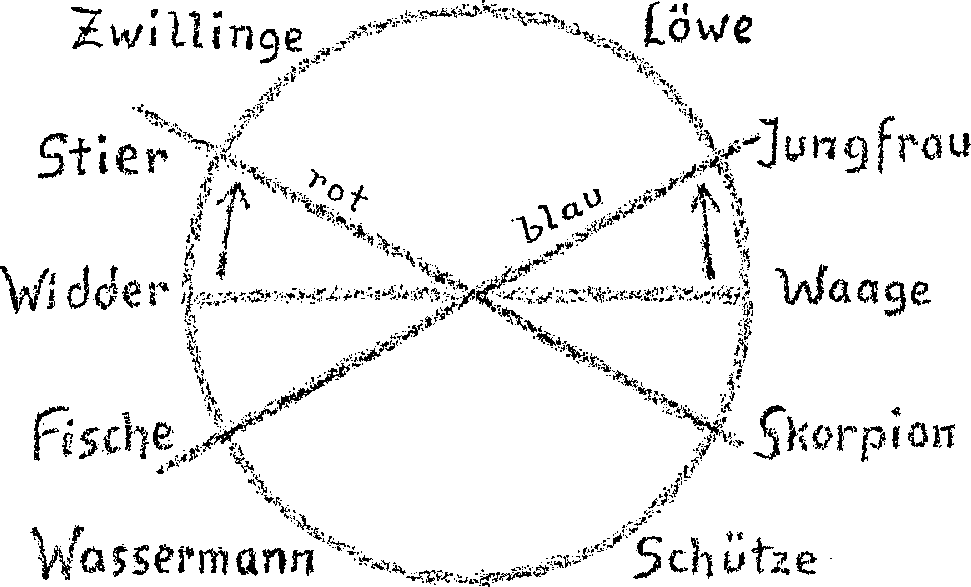 Zwillinge
Löwe
Stier
Jungfrau
rot
blau
Widder
Waage
Fische
Skorpion
Wassermann
Schütze